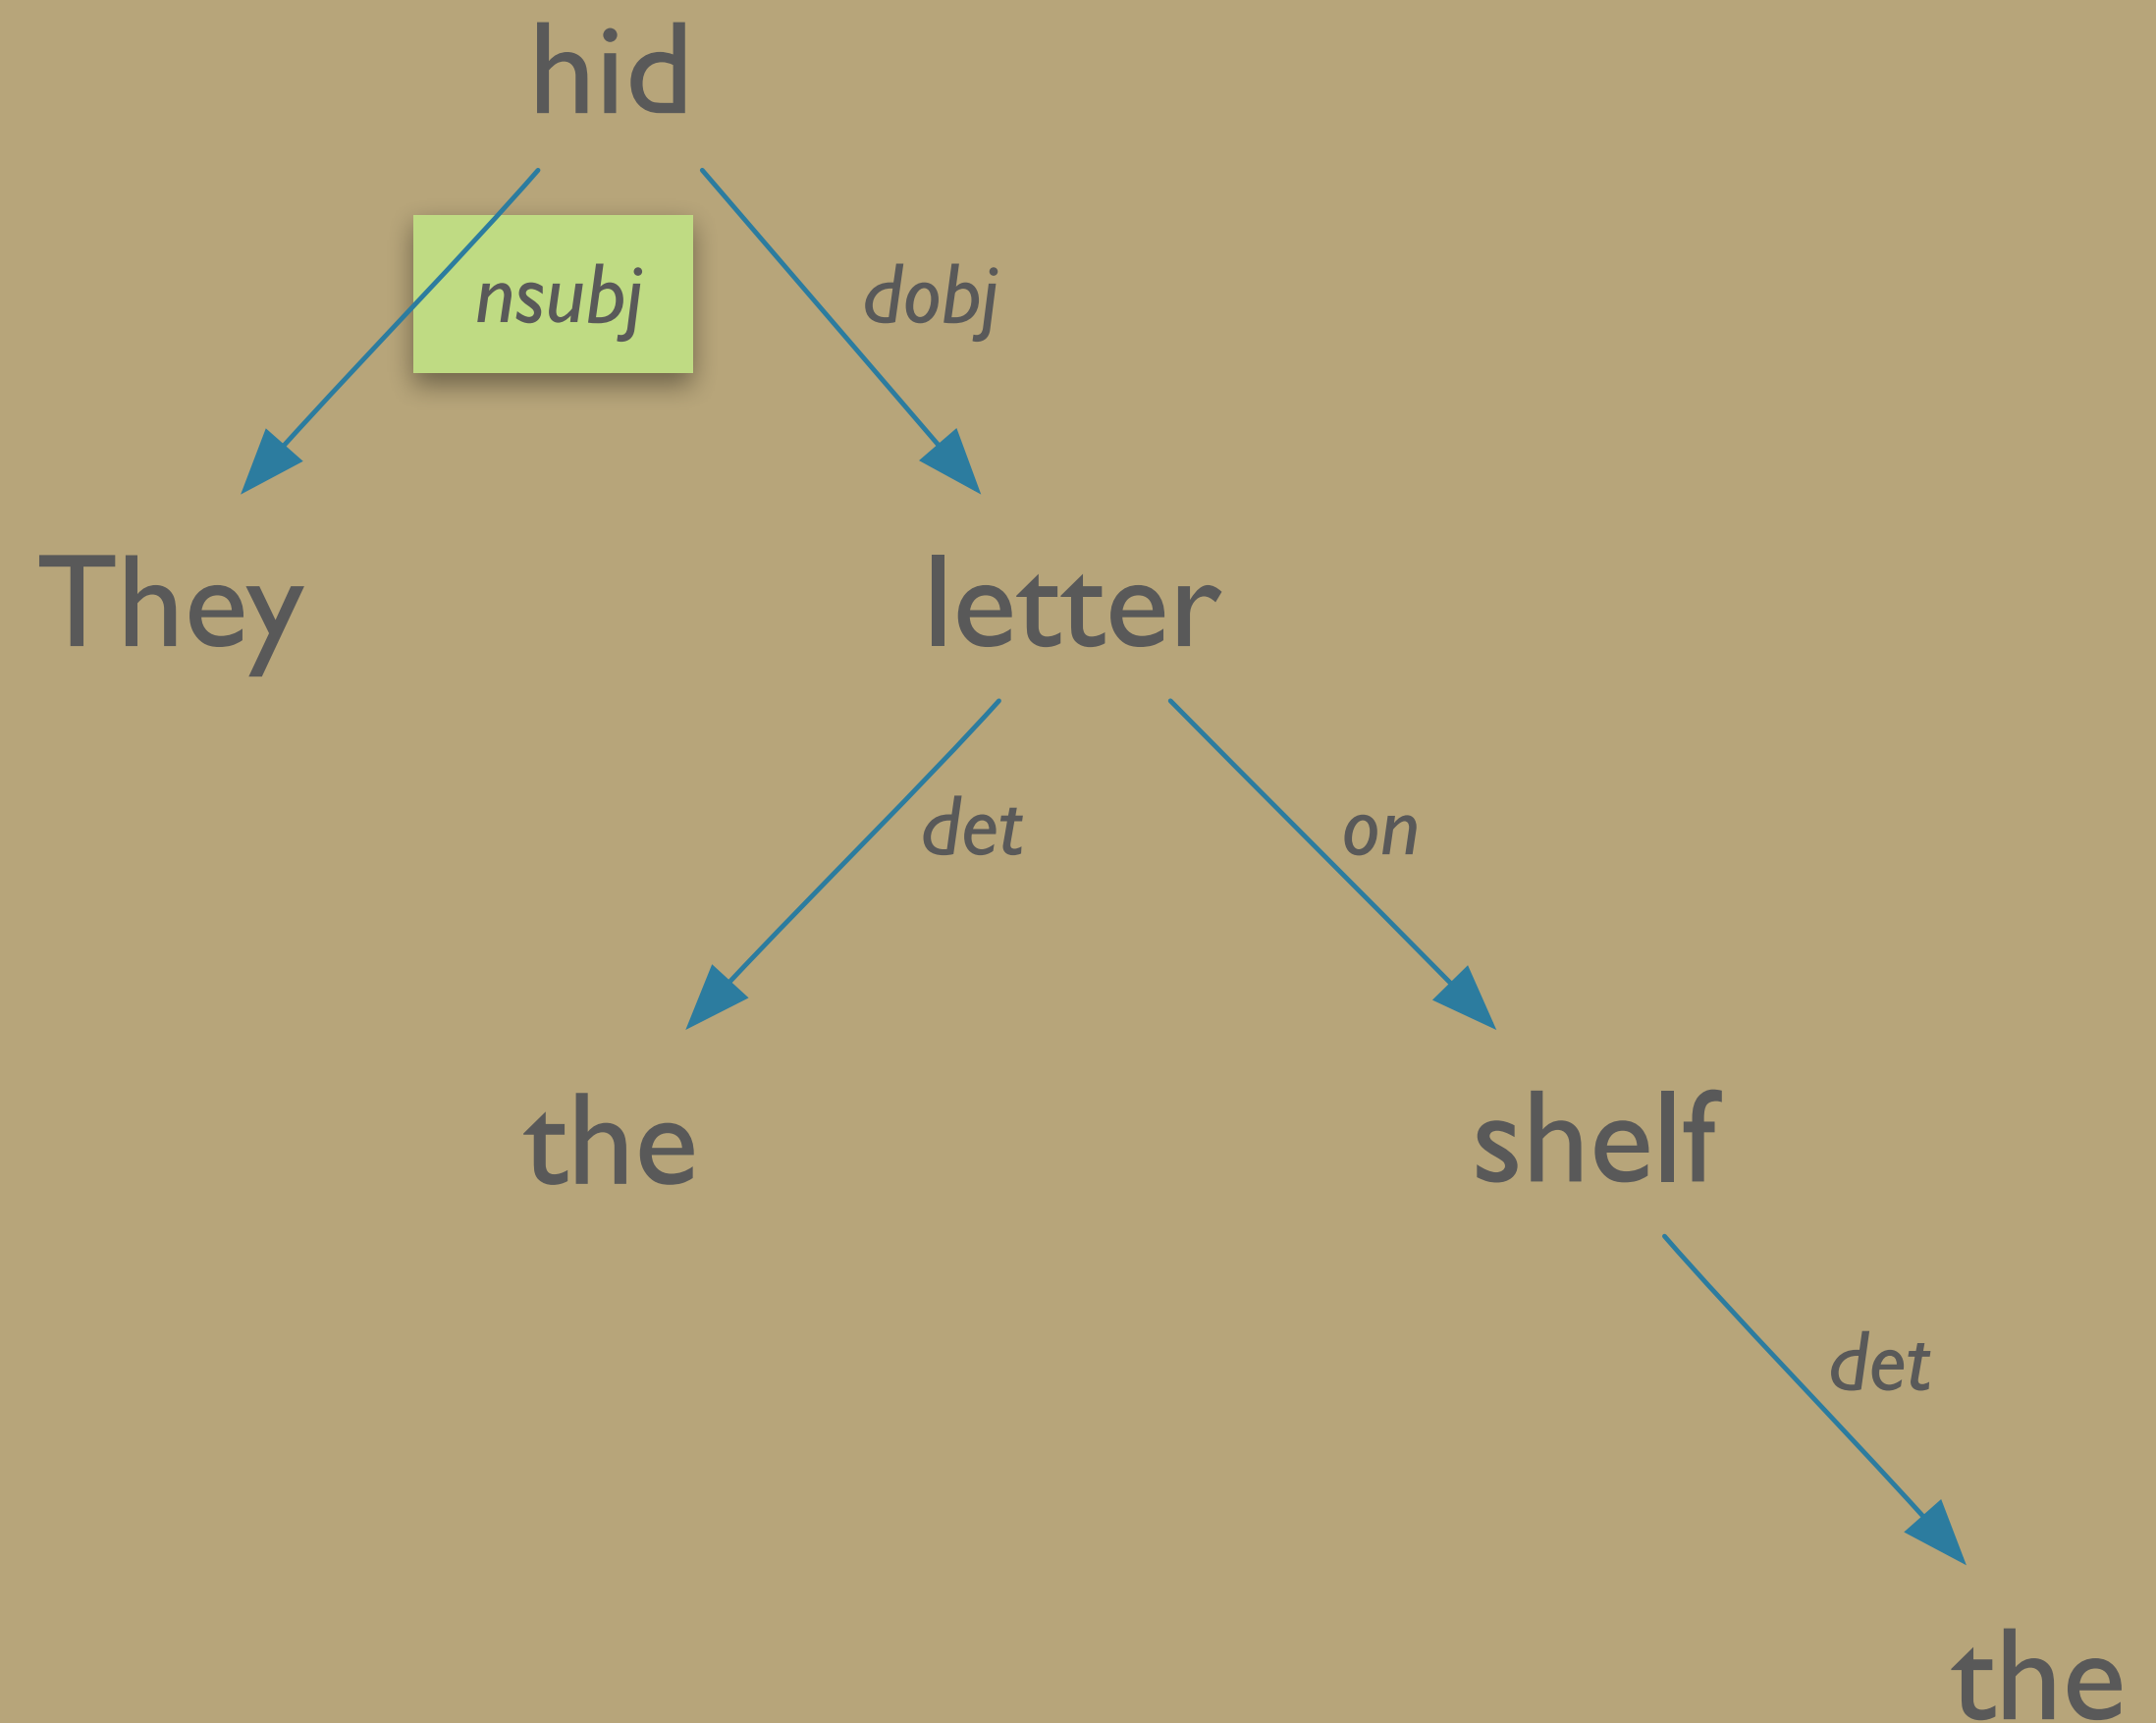 hid
nsubj
dobj
They
letter
det
on
the
shelf
det
the